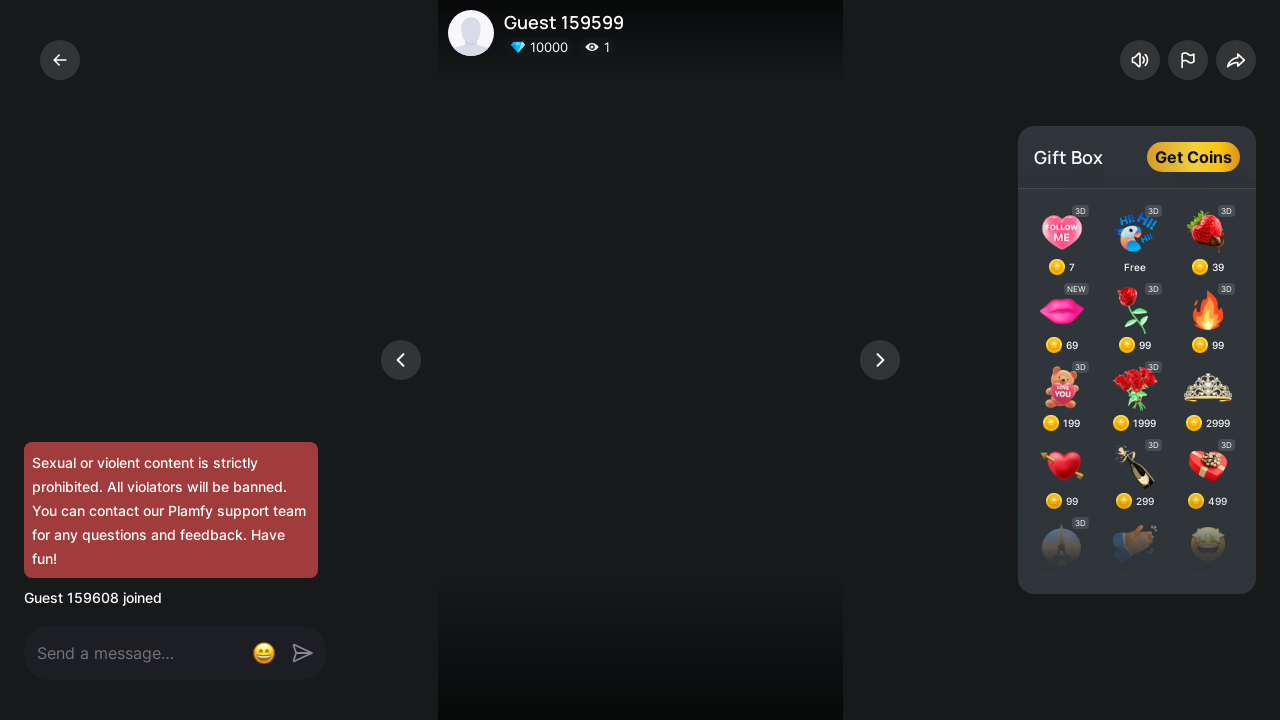 Guest 159599
10000
1
Gift Box
Get Coins
3D
3D
3D
FOLLOW
ME
Hi! Hi!
Hi!
7
Free
39
NEW
3D
3D
69
99
99
3D
3D
LOVE
YOU
199
1999
2999
3D
3D
99
299
499
3D
Sexual or violent content is strictly
prohibited. All violators will be banned.
You can contact our Plamfy support team
for any questions and feedback. Have
fun!
Guest 159608 joined
Send a message...